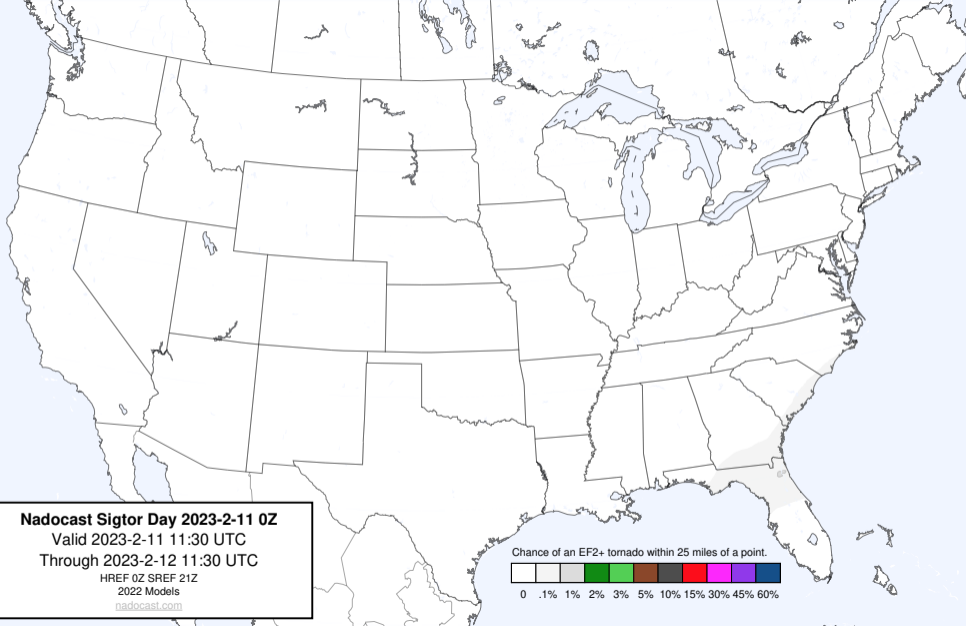 Nadocast Sigtor Day 2023-2-11 0Z
Valid 2023-2-11 11:30 UTC
Through 2023-2-12 11:30 UTC
HREF 0Z SREF 21Z
2022 Models
nadocast.com
Chance of an EF2+ tornado within 25 miles of a point.
0 .1% 1% 2% 3% 5% 10% 15% 30% 45% 60%